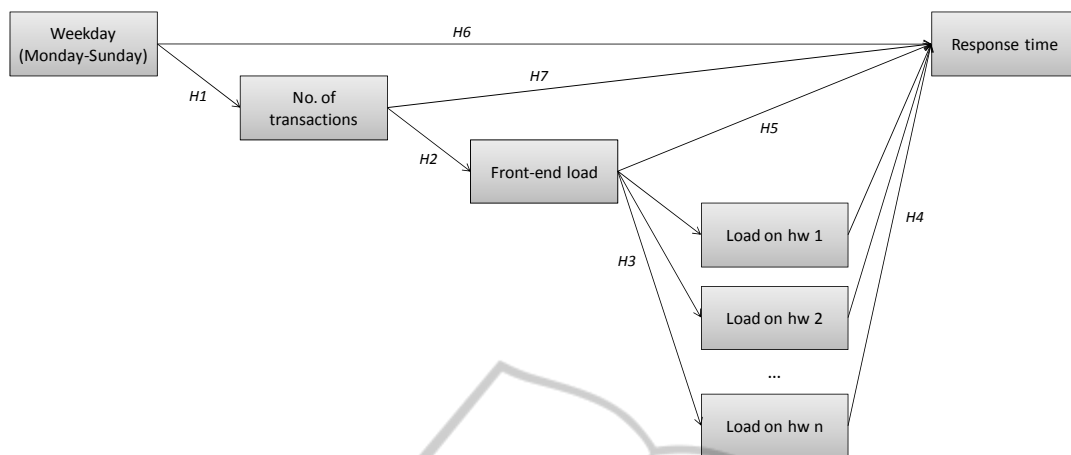 Weekday
(Monday-Sunday)
H6
Response time
H1
No. of
transactions
H7
H2
Front-end load
H5
H3
Load on hw 1
H4
Load on hw 2
...
Load on hw n